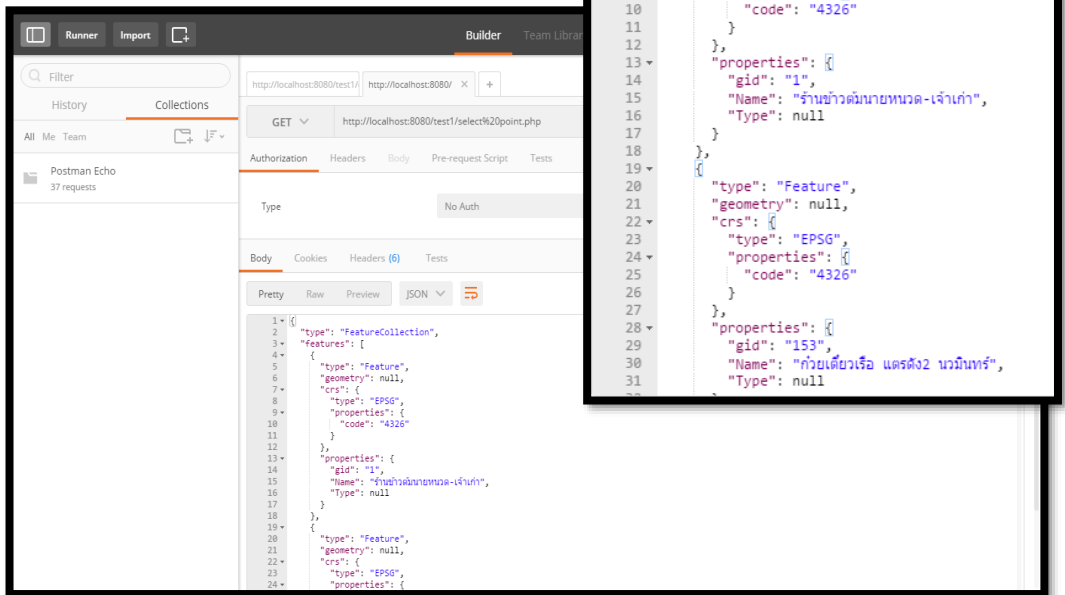 Runner
Import
Builder
Team Librar
Filter
History
Collections
All Me Team
Postman Echo
37 requests
http://localhost:8080/test1/
http://localhost:8080/
GET
http://localhost:8080/test1/select%20point.php
Authorization
Headers
Body
Pre-request Script
Tests
Type
No Auth
Body
Cookies
Headers (6)
Tests
Pretty
Raw
Preview
JSON
1 {
2 "type": "FeatureCollection",
3 "features": [
4 {
5 "type": "Feature",
6 "geometry": null,
7 "crs": {
8 "type": "EPSG",
9 "properties": {
10 "code": "4326"
11 }
12 },
13 "properties": {
14 "gid": "1",
15 "Name": "ร้านข้าวต้มนายหนวด-เจ้าเก่า",
16 "Type": null
17 }
18 },
19 {
20 "type": "Feature",
21 "geometry": null,
22 "crs": {
23 "type": "EPSG",
24 "properties": {
10 "code": "4326"
11 }
12 },
13 "properties": {
14 "gid": "1",
15 "Name": "ร้านข้าวต้มนายหนวด-เจ้าเก่า",
16 "Type": null
17 }
18 },
19 {
20 "type": "Feature",
21 "geometry": null,
22 "crs": {
23 "type": "EPSG",
24 "properties": {
25 "code": "4326"
26 }
27 },
28 "properties": {
29 "gid": "153",
30 "Name": "ก๋วยเตี๋ยวเรือ แตรดัง2 นวมินทร์",
31 "Type": null